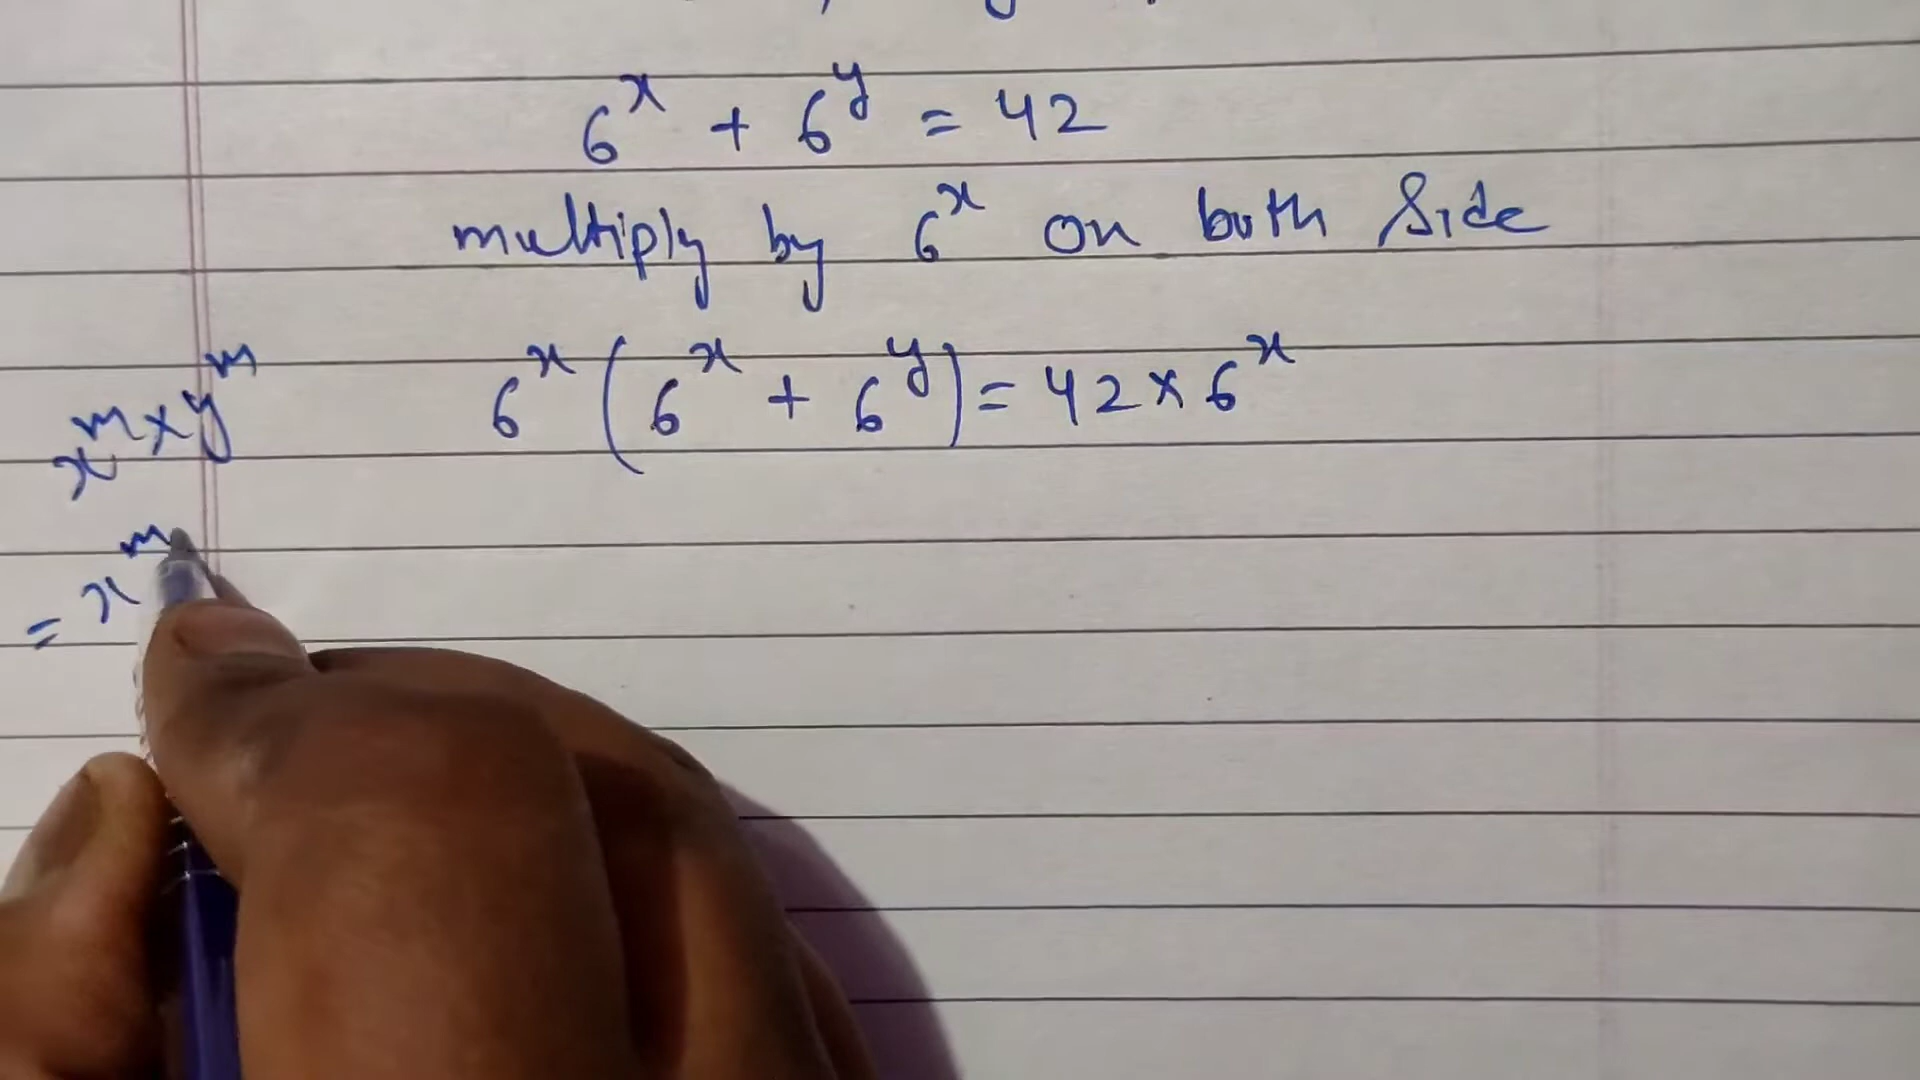 6^x + 6^y = 42
multiply by 6^x on both Side
6^x (6^x + 6^y) = 42 × 6^x
x^m × y^m
= x^m